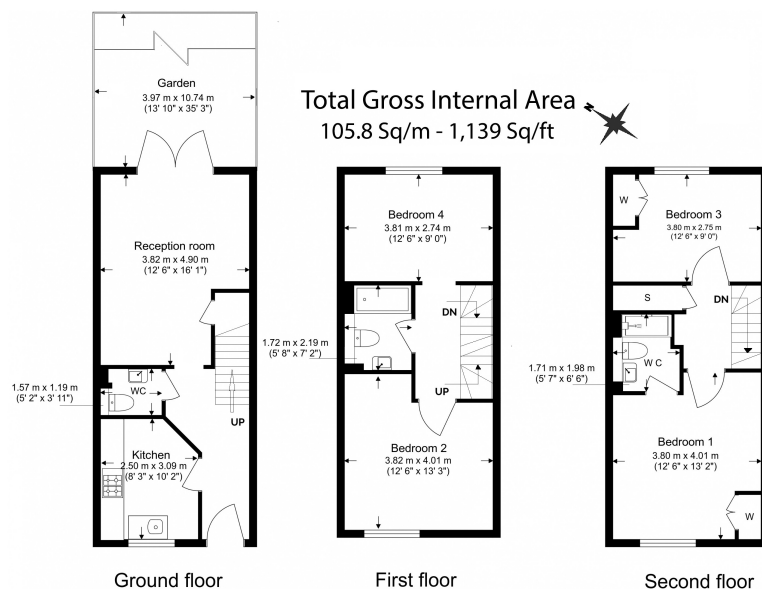 Garden
3.97 m x 10.74 m
(13' 10" x 35' 3")
Total Gross Internal Area
105.8 Sq/m - 1,139 Sq/ft
N
Reception room
3.82 m x 4.90 m
(12' 6" x 16' 1")
1.57 m x 1.19 m
(5' 2" x 3' 11")
WC
UP
Kitchen
2.50 m x 3.09 m
(8' 3" x 10' 2")
Ground floor
Bedroom 4
3.81 m x 2.74 m
(12' 6" x 9' 0")
1.72 m x 2.19 m
(5' 8" x 7' 2")
DN
UP
Bedroom 2
3.82 m x 4.01 m
(12' 6" x 13' 3")
First floor
W
Bedroom 3
3.80 m x 2.75 m
(12' 6" x 9' 0")
S
DN
1.71 m x 1.98 m
(5' 7" x 6' 6")
W C
Bedroom 1
3.80 m x 4.01 m
(12' 6" x 13' 2")
W
Second floor